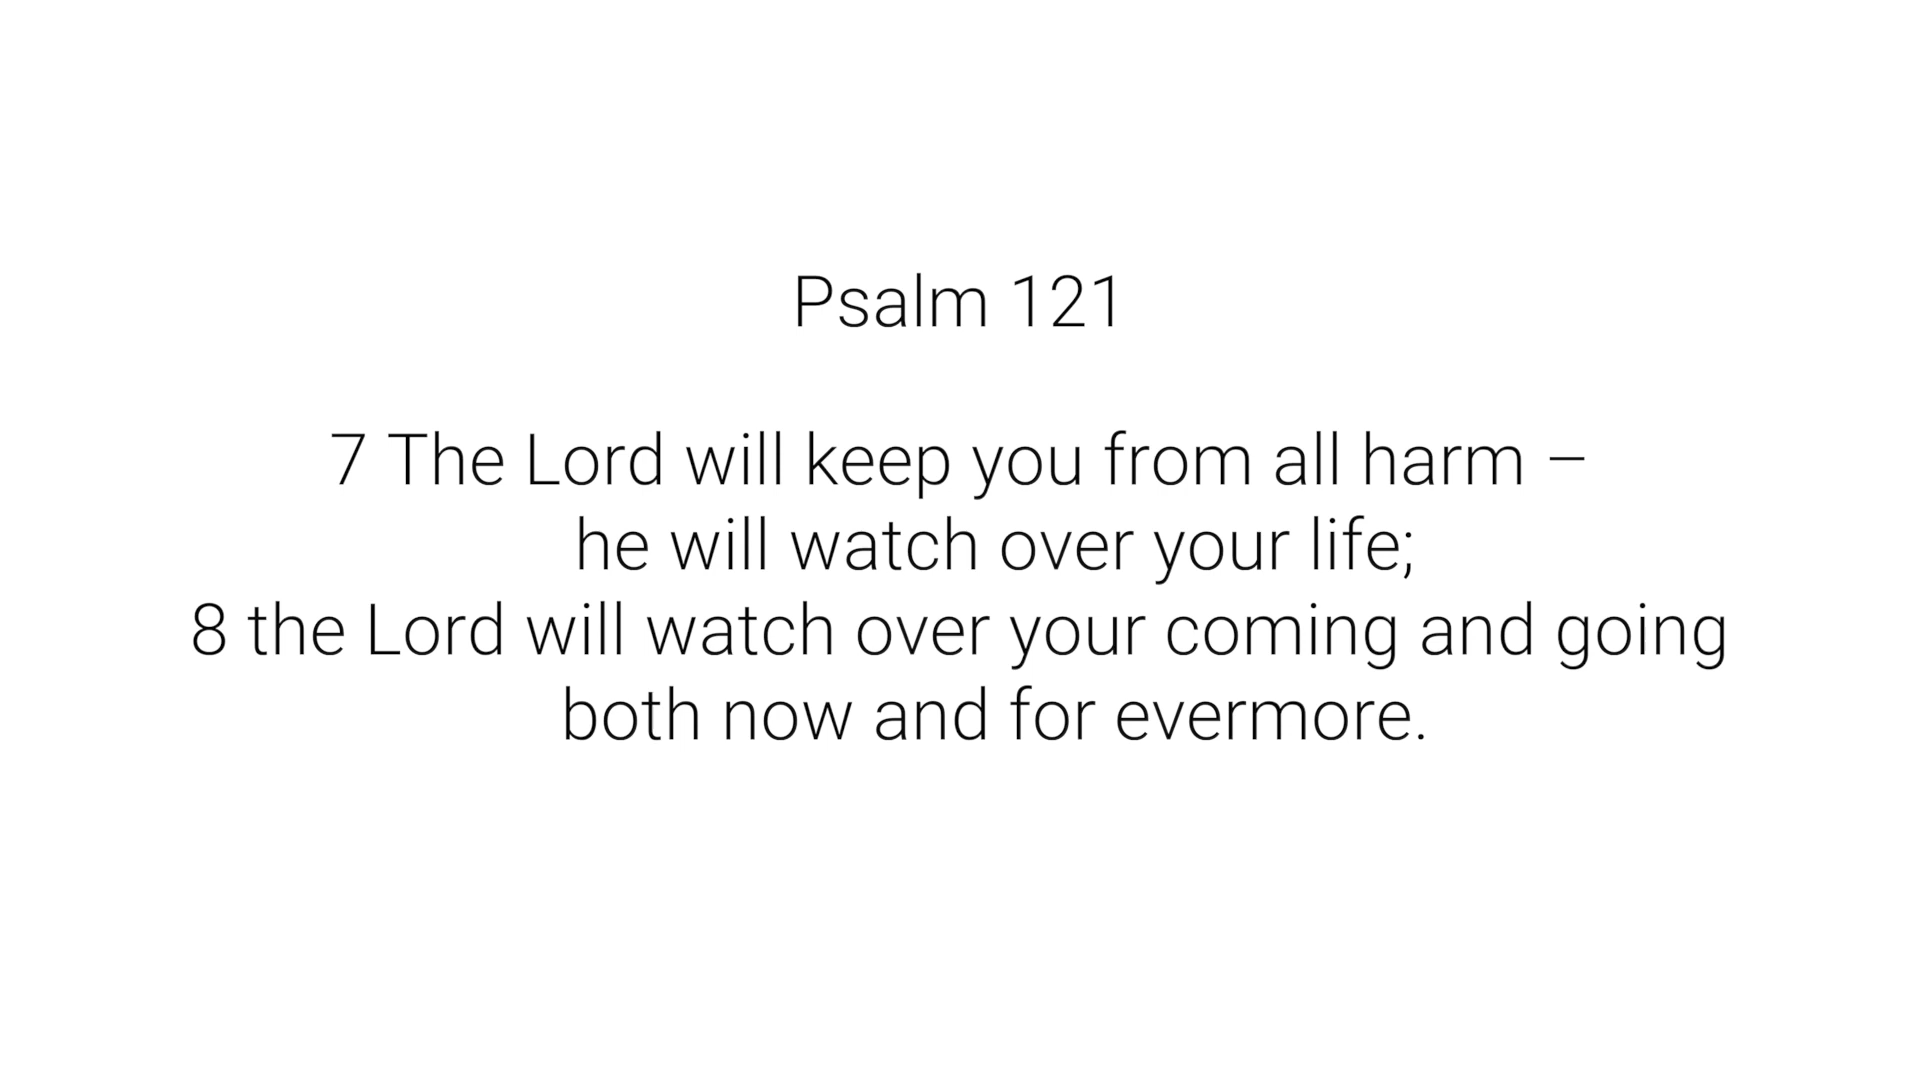 Psalm 121
7 The Lord will keep you from all harm –
he will watch over your life;
8 the Lord will watch over your coming and going
both now and for evermore.